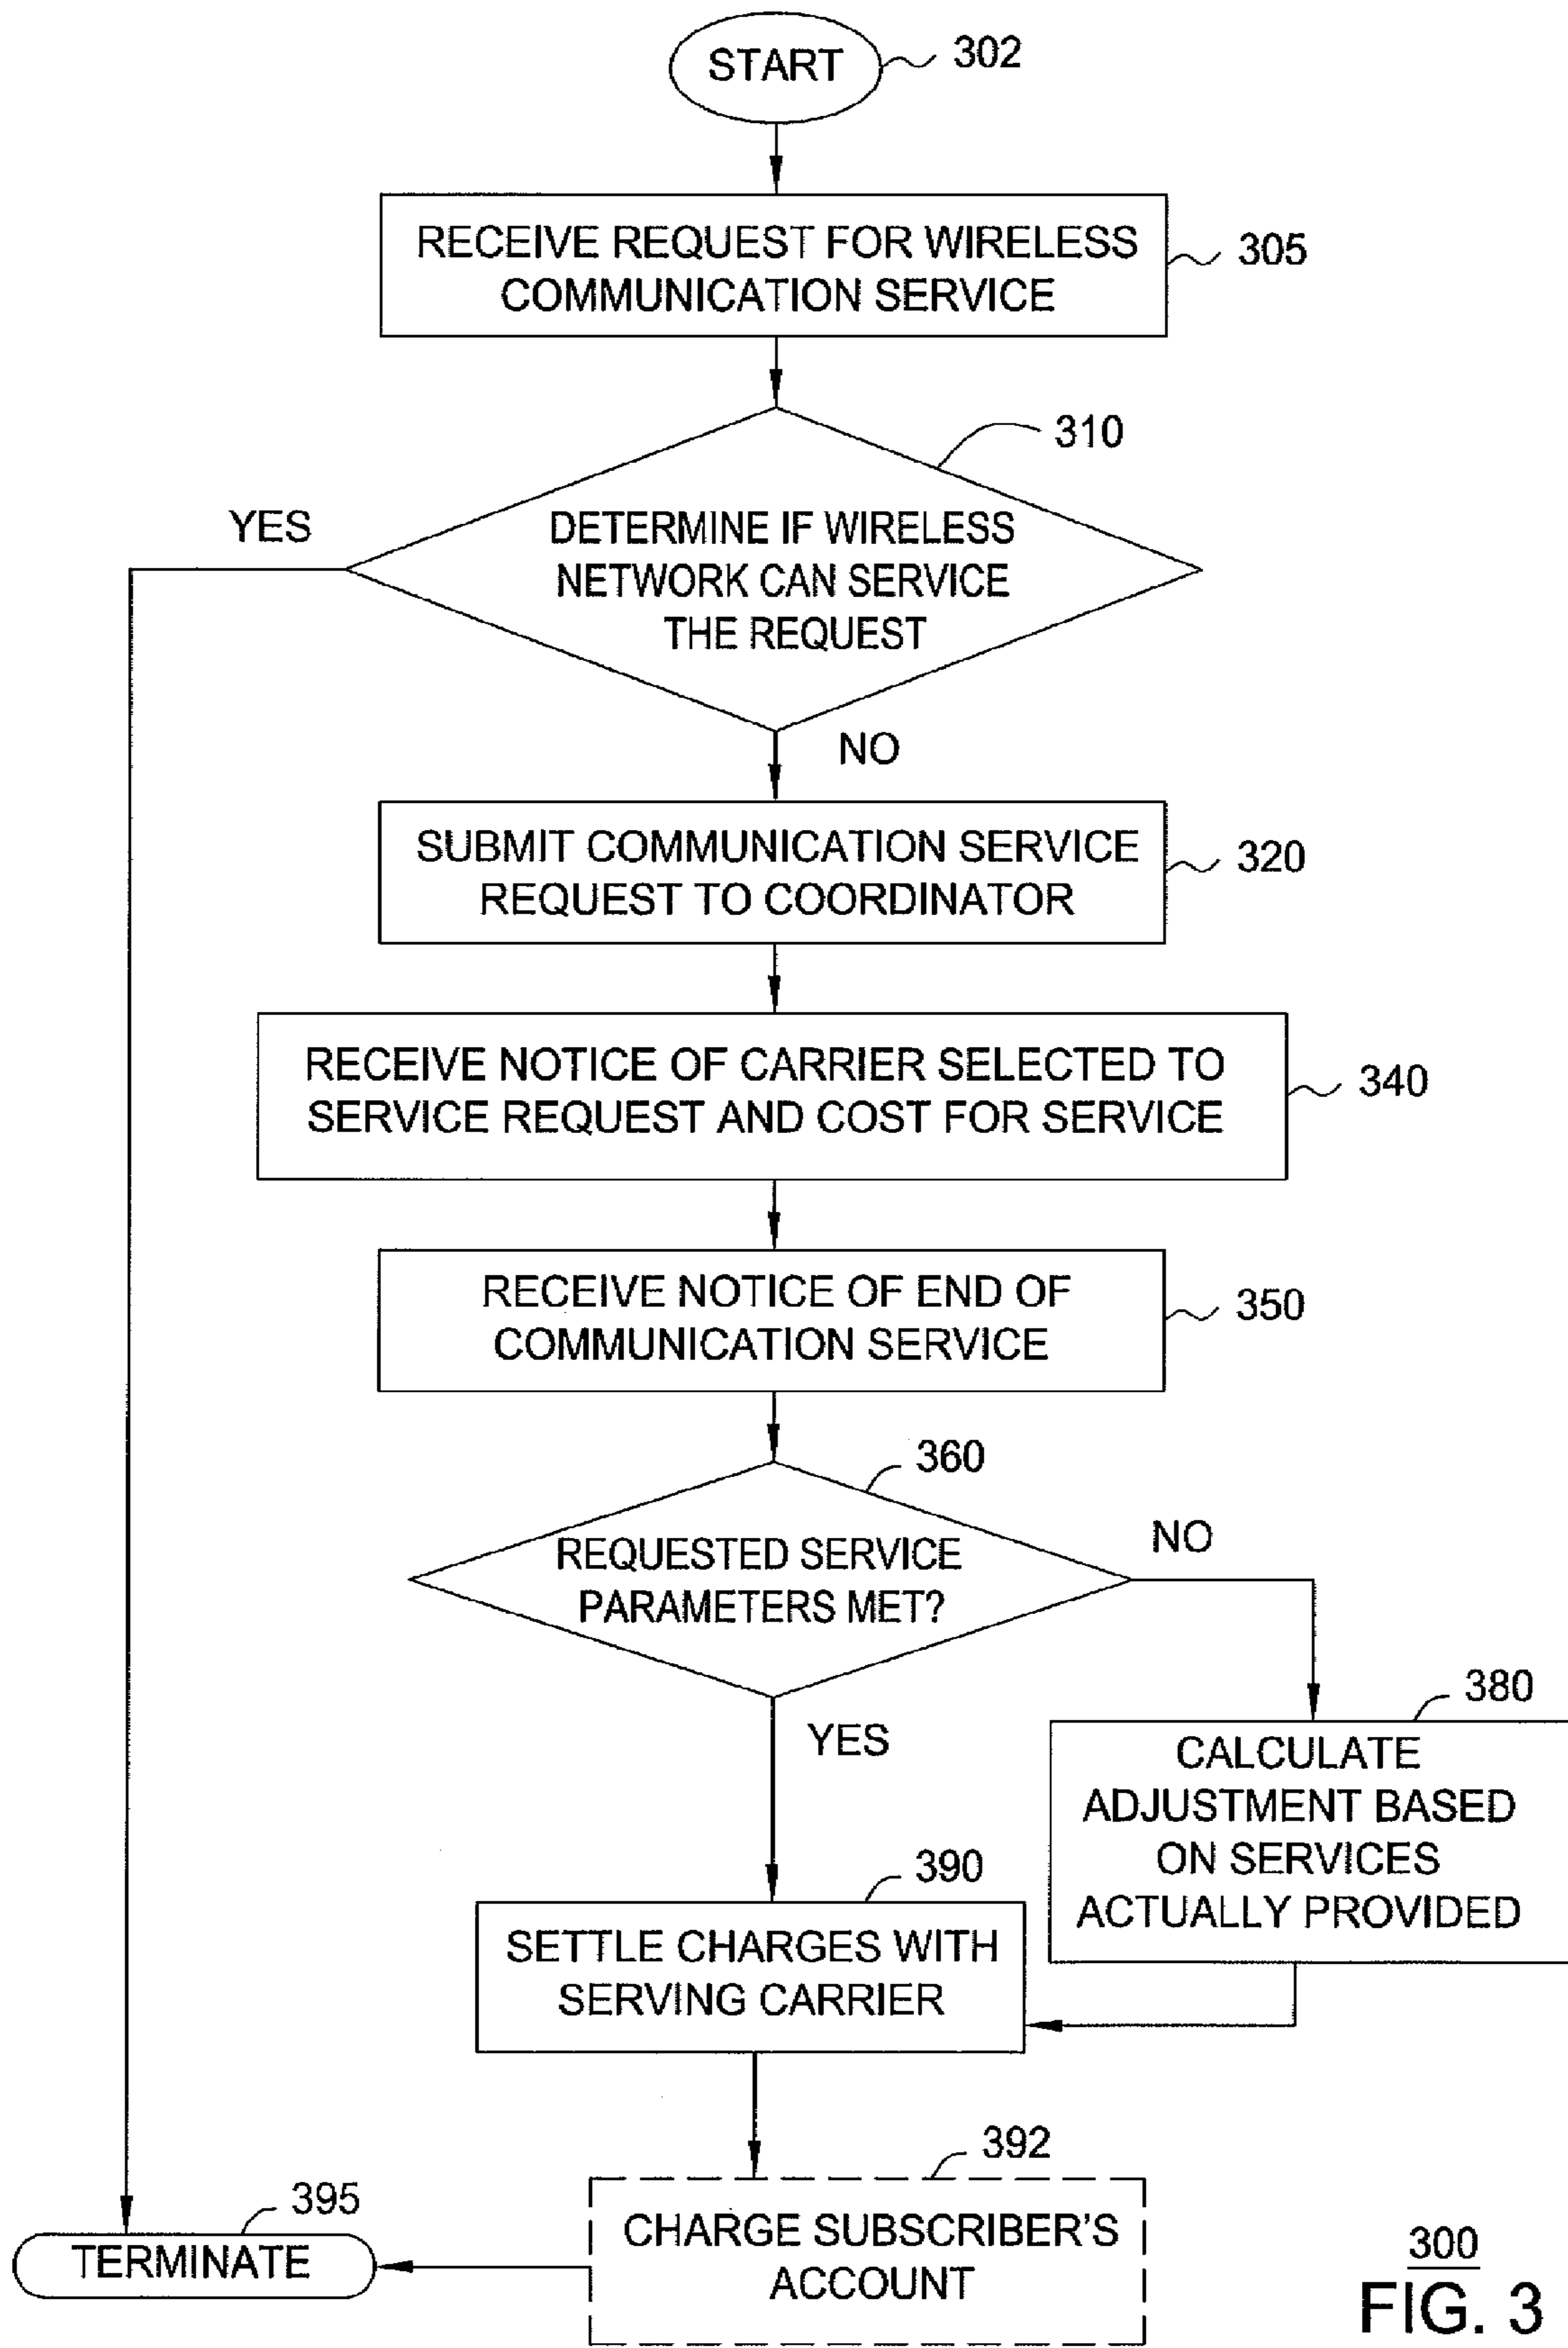 START
302
RECEIVE REQUEST FOR WIRELESS
COMMUNICATION SERVICE
305
310
YES
DETERMINE IF WIRELESS
NETWORK CAN SERVICE
THE REQUEST
NO
SUBMIT COMMUNICATION SERVICE
REQUEST TO COORDINATOR
320
RECEIVE NOTICE OF CARRIER SELECTED TO
SERVICE REQUEST AND COST FOR SERVICE
340
RECEIVE NOTICE OF END OF
COMMUNICATION SERVICE
350
360
REQUESTED SERVICE
PARAMETERS MET?
NO
YES
380
CALCULATE
ADJUSTMENT BASED
ON SERVICES
ACTUALLY PROVIDED
390
SETTLE CHARGES WITH
SERVING CARRIER
392
CHARGE SUBSCRIBER'S
ACCOUNT
395
TERMINATE
300
FIG. 3